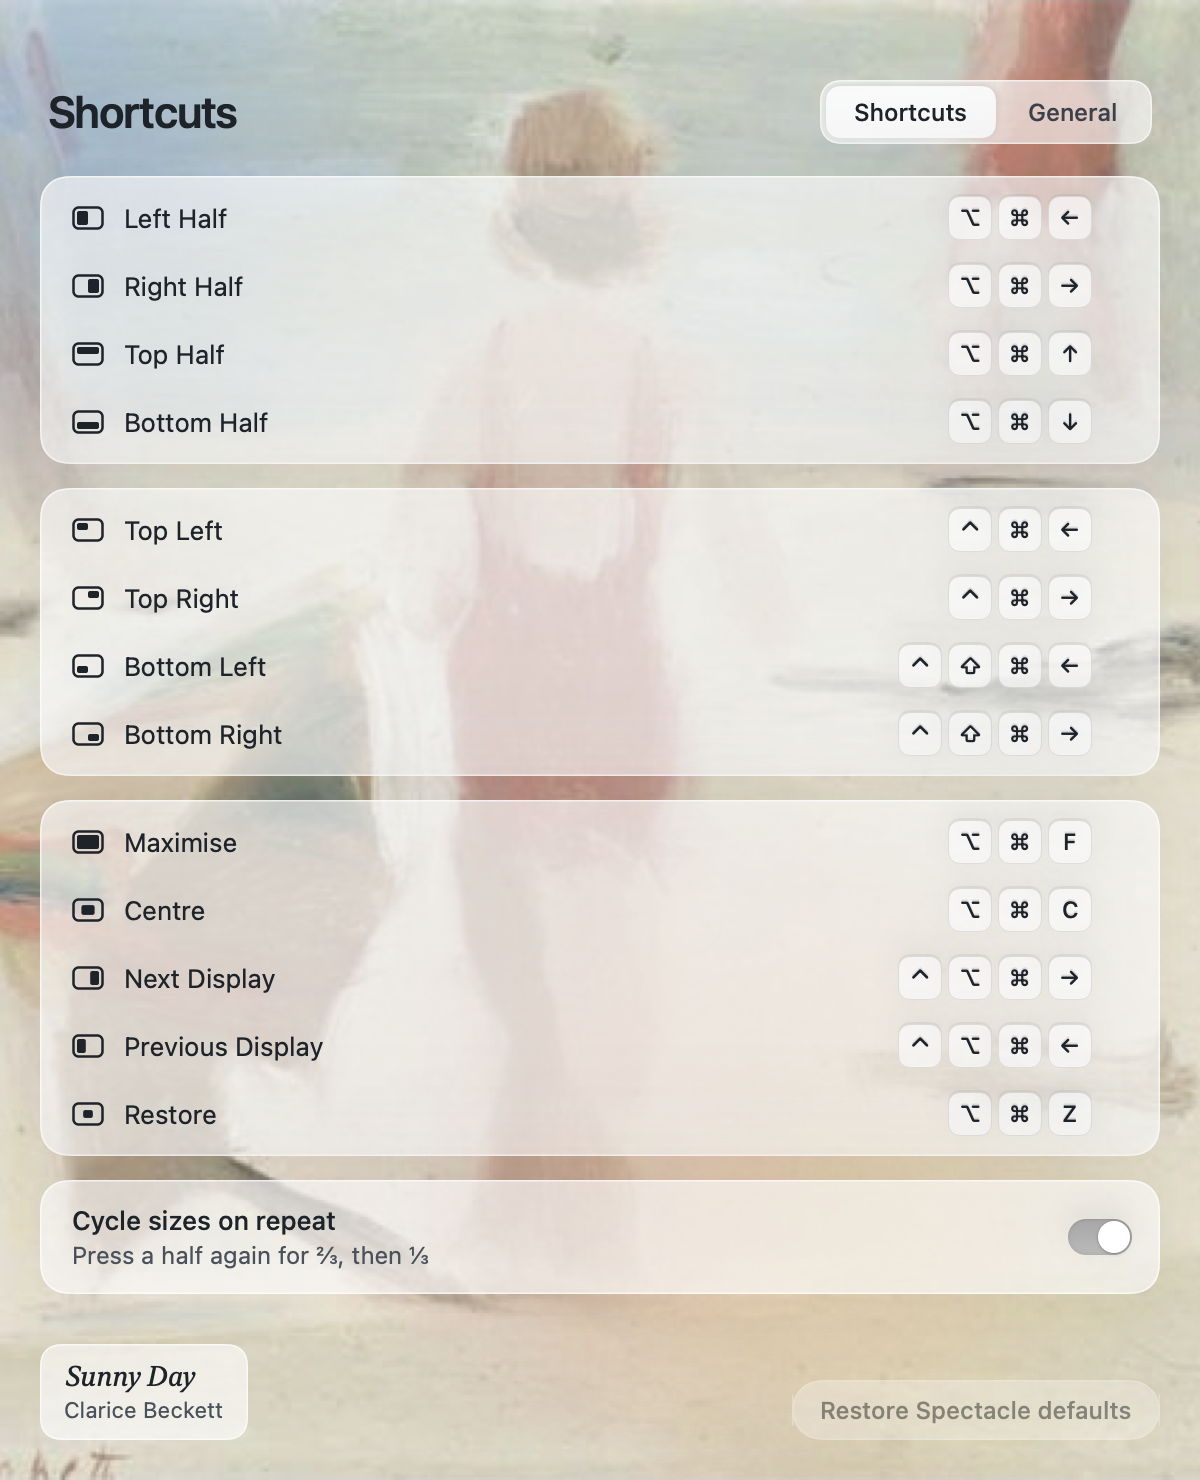 Shortcuts
Shortcuts General
Left Half ⌥ ⌘ ←
Right Half ⌥ ⌘ →
Top Half ⌥ ⌘ ↑
Bottom Half ⌥ ⌘ ↓
Top Left ^ ⌘ ←
Top Right ^ ⌘ →
Bottom Left ^ ⇧ ⌘ ←
Bottom Right ^ ⇧ ⌘ →
Maximise ⌥ ⌘ F
Centre ⌥ ⌘ C
Next Display ^ ⌥ ⌘ →
Previous Display ^ ⌥ ⌘ ←
Restore ⌥ ⌘ Z
Cycle sizes on repeat
Press a half again for ⅔, then ⅓
Sunny Day
Clarice Beckett
Restore Spectacle defaults